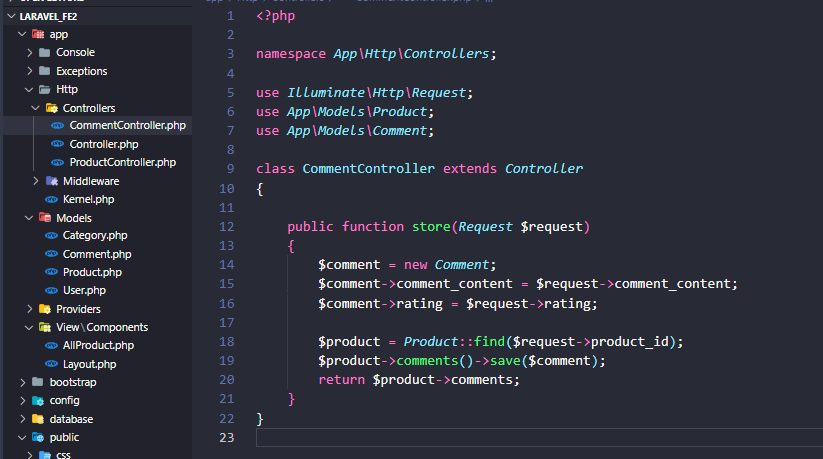 LARAVEL_FE2
app
Console
Exceptions
Http
Controllers
CommentController.php
Controller.php
ProductController.php
Middleware
Kernel.php
Models
Category.php
Comment.php
Product.php
User.php
Providers
View\Components
AllProduct.php
Layout.php
bootstrap
config
database
public
css
1 <?php
2
3 namespace App\Http\Controllers;
4
5 use Illuminate\Http\Request;
6 use App\Models\Product;
7 use App\Models\Comment;
8
9 class CommentController extends Controller
10 {
11
12 public function store(Request $request)
13 {
14 $comment = new Comment;
15 $comment->comment_content = $request->comment_content;
16 $comment->rating = $request->rating;
17
18 $product = Product::find($request->product_id);
19 $product->comments()->save($comment);
20 return $product->comments;
21 }
22 }
23